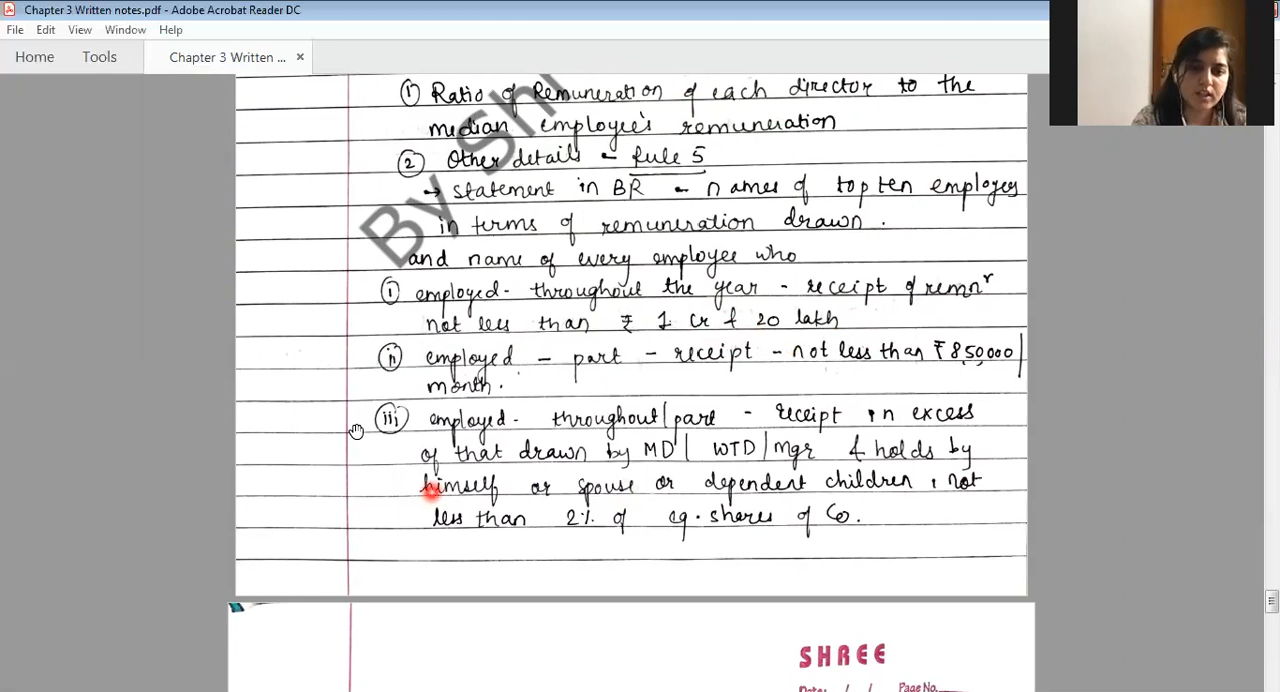 Chapter 3 Written notes.pdf - Adobe Acrobat Reader DC
File Edit View Window Help
Home Tools Chapter 3 Written ... ×
① Ratio of Remuneration of each director to the
median employee's remuneration
② Other details - Rule 5
→ statement in BR - names of top ten employees
in terms of remuneration drawn.
and name of every employee who
(i) employed - throughout the year - receipt of remnʳ
not less than ₹ 1 cr & 20 lakh
(ii) employed - part - receipt - not less than ₹850,000/
month.
(iii) employed - throughout/part - receipt in excess
of that drawn by MD/ WTD/mgr & holds by
himself or spouse or dependent children, not
less than 2% of eq. shares of Co.
By Sh
SHREE
Date: / / Page No.